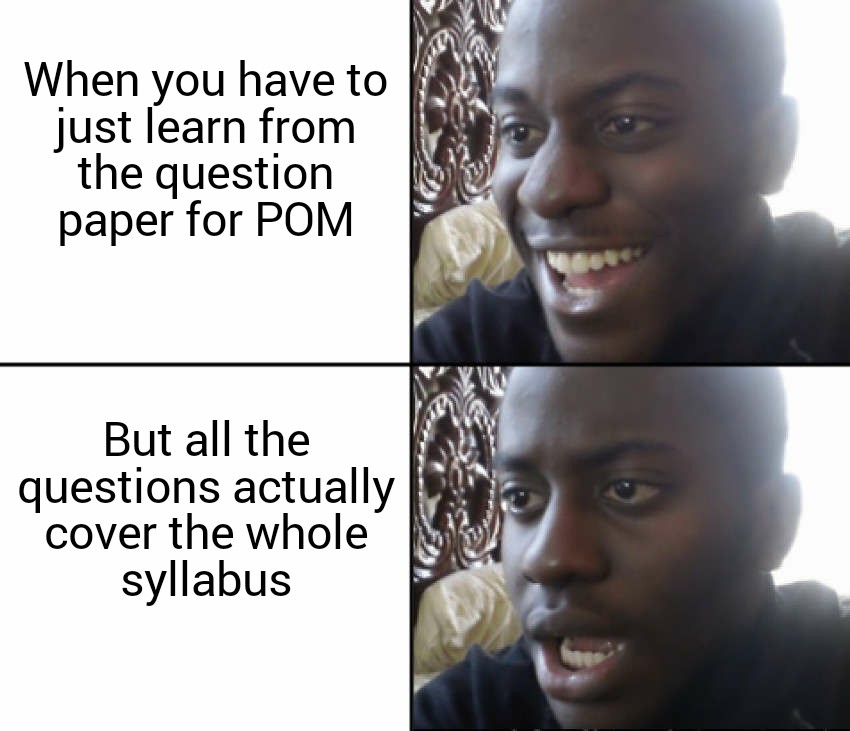 When you have to
just learn from
the question
paper for POM
But all the
questions actually
cover the whole
syllabus